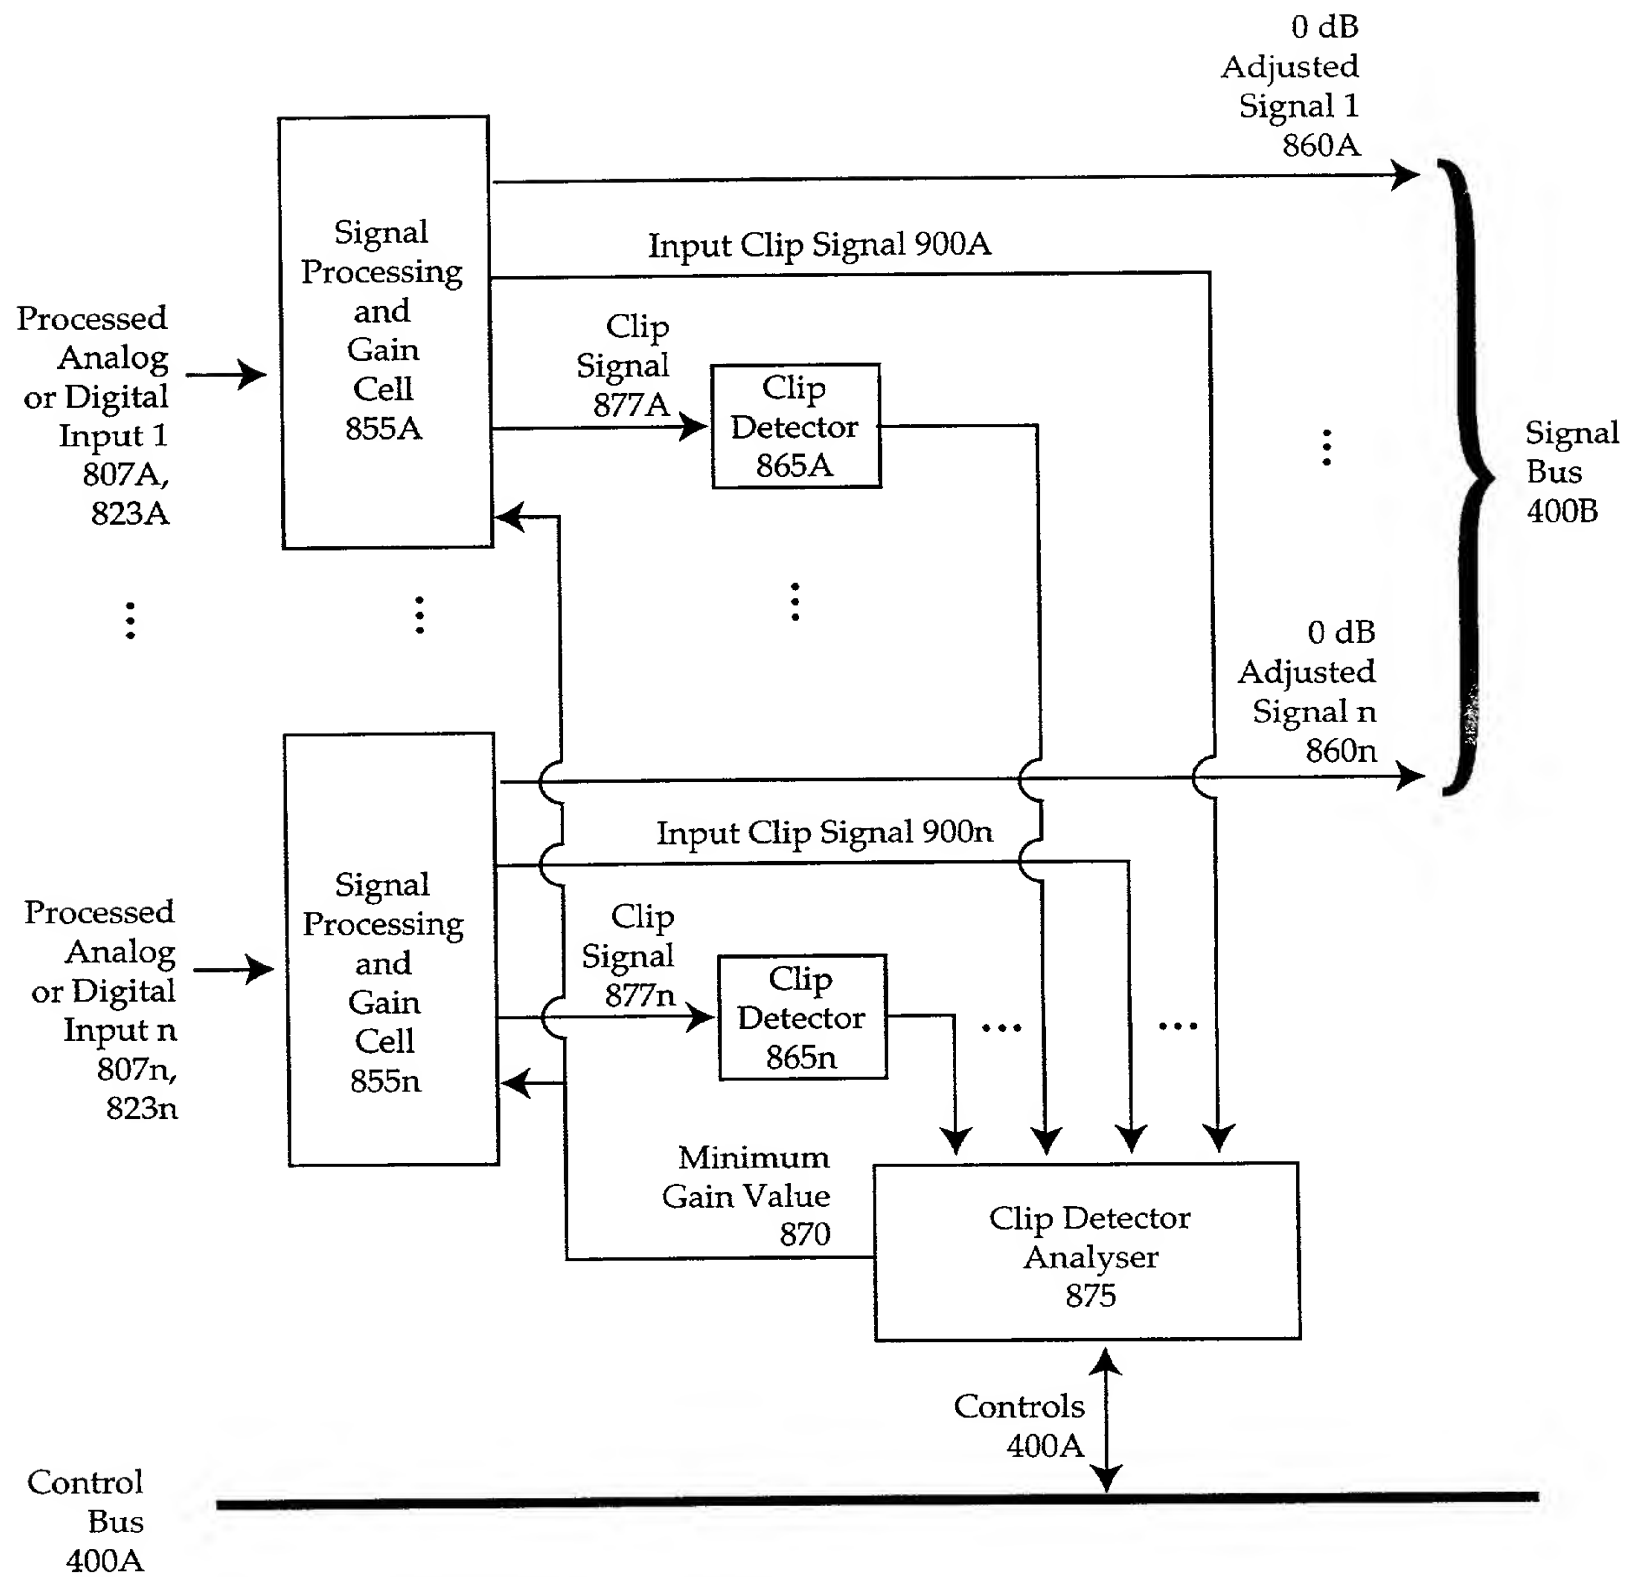 0 dB
Adjusted
Signal 1
860A
Signal
Processing
and
Gain
Cell
855A
Input Clip Signal 900A
Processed
Analog
or Digital
Input 1
807A,
823A
Clip
Signal
877A
Clip
Detector
865A
Signal
Bus
400B
0 dB
Adjusted
Signal n
860n
Input Clip Signal 900n
Signal
Processing
and
Gain
Cell
855n
Processed
Analog
or Digital
Input n
807n,
823n
Clip
Signal
877n
Clip
Detector
865n
Minimum
Gain Value
870
Clip Detector
Analyser
875
Controls
400A
Control
Bus
400A